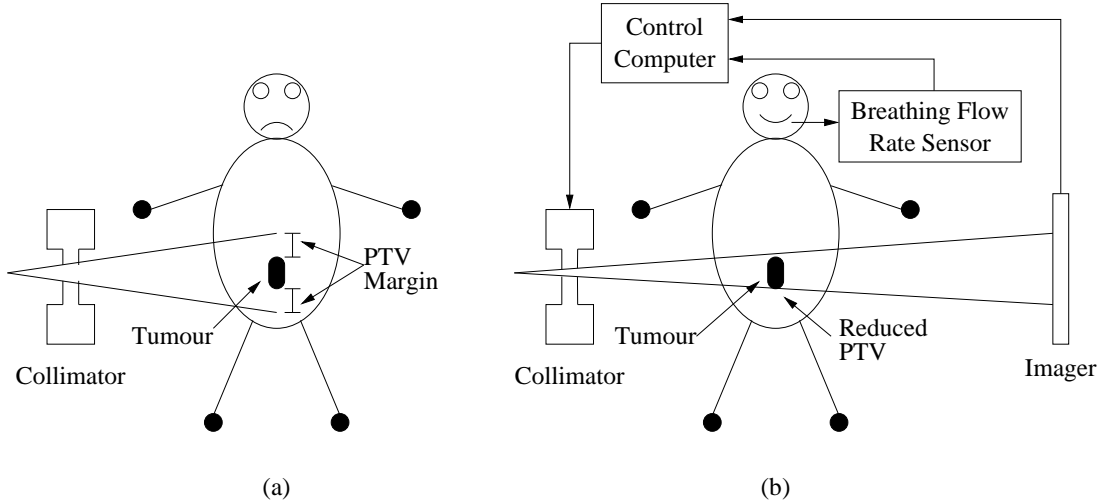 PTV
Margin
Tumour
Collimator
(a)
Control
Computer
Breathing Flow
Rate Sensor
Tumour
Reduced
PTV
Collimator
Imager
(b)